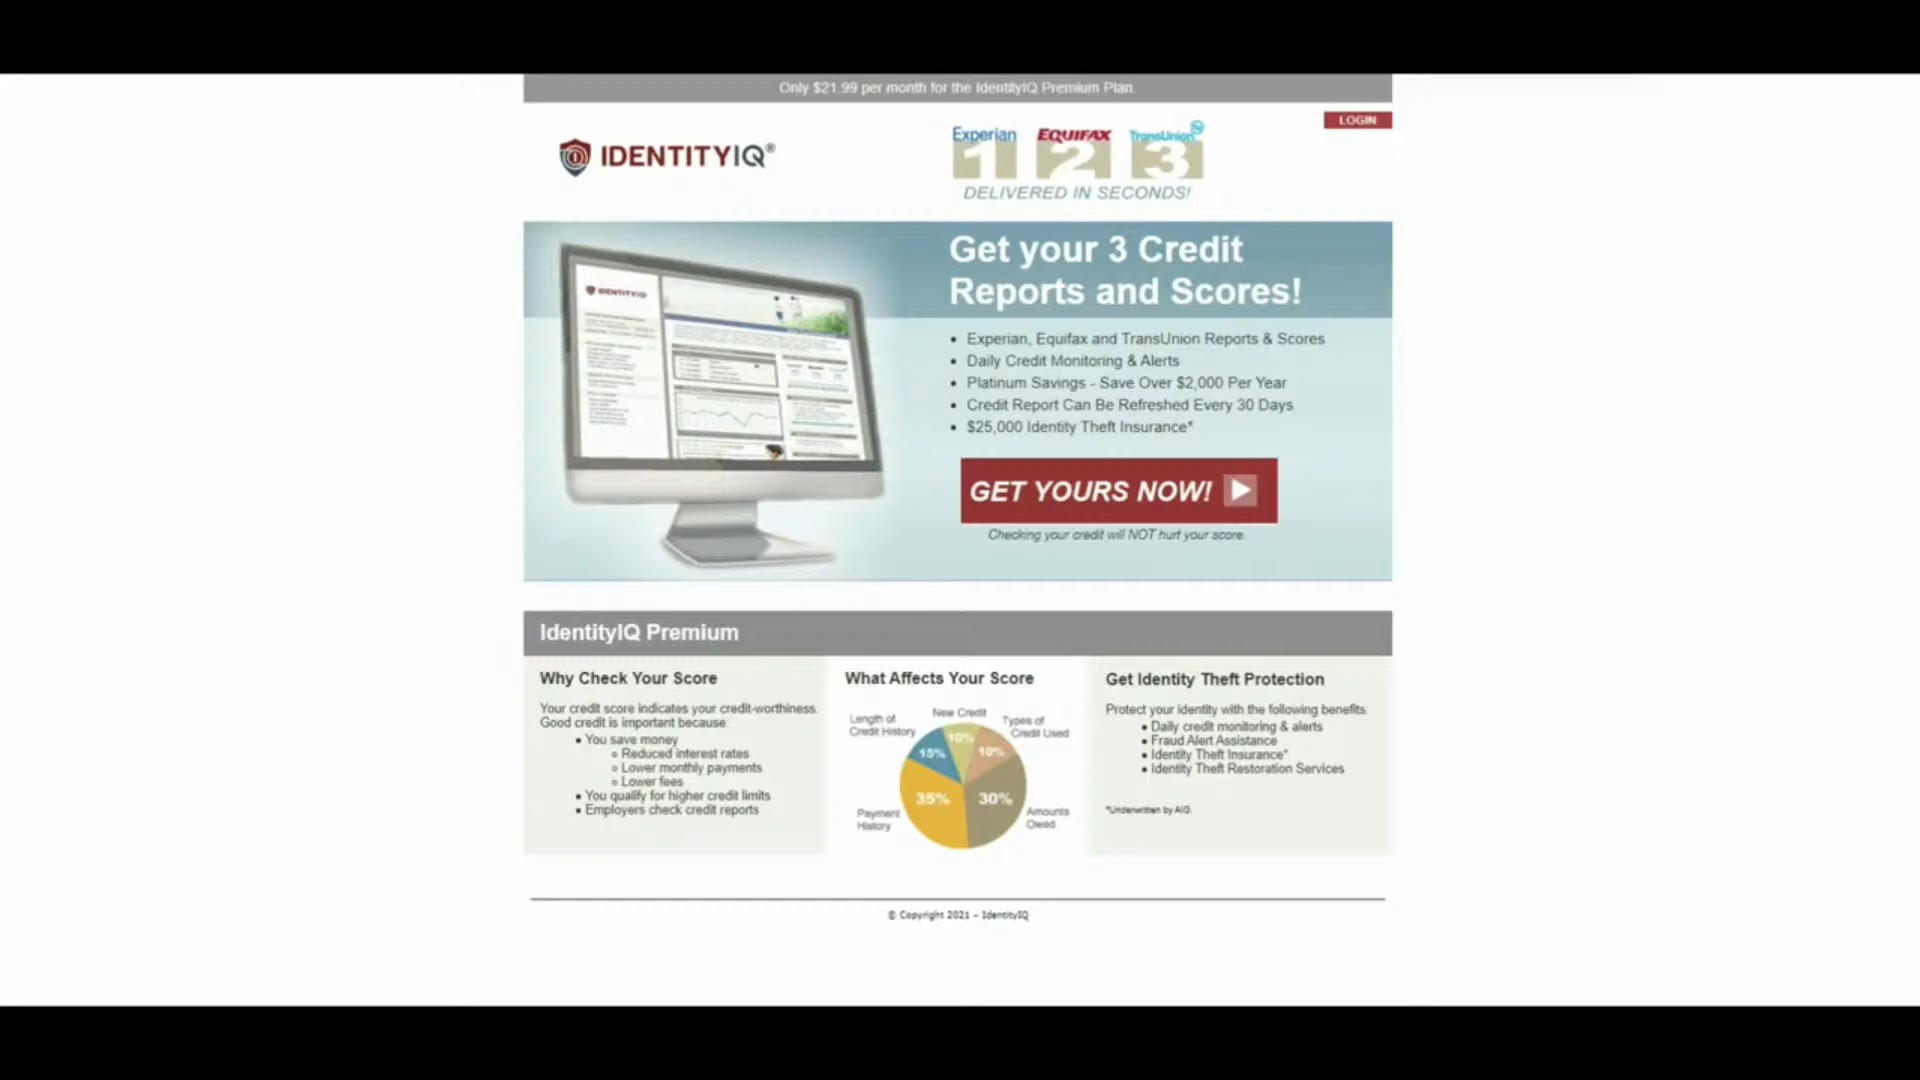 Only $21.99 per month for the IdentityIQ Premium Plan.
LOGIN
IDENTITYIQ®
Experian EQUIFAX TransUnion
1 2 3
DELIVERED IN SECONDS!
Get your 3 Credit
Reports and Scores!
• Experian, Equifax and TransUnion Reports & Scores
• Daily Credit Monitoring & Alerts
• Platinum Savings - Save Over $2,000 Per Year
• Credit Report Can Be Refreshed Every 30 Days
• $25,000 Identity Theft Insurance*
GET YOURS NOW!
Checking your credit will NOT hurt your score.
IDENTITYIQ
IdentityIQ Premium
Why Check Your Score
Your credit score indicates your credit-worthiness.
Good credit is important because:
• You save money
Reduced interest rates
Lower monthly payments
Lower fees
• You qualify for higher credit limits
• Employers check credit reports
What Affects Your Score
New Credit
10%
Types of
Credit Used
10%
Length of
Credit History
15%
35%
Payment
History
30%
Amounts
Owed
Get Identity Theft Protection
Protect your identity with the following benefits:
• Daily credit monitoring & alerts
• Fraud Alert Assistance
• Identity Theft Insurance*
• Identity Theft Restoration Services
*Underwritten by AIG.
© Copyright 2021 – IdentityIQ